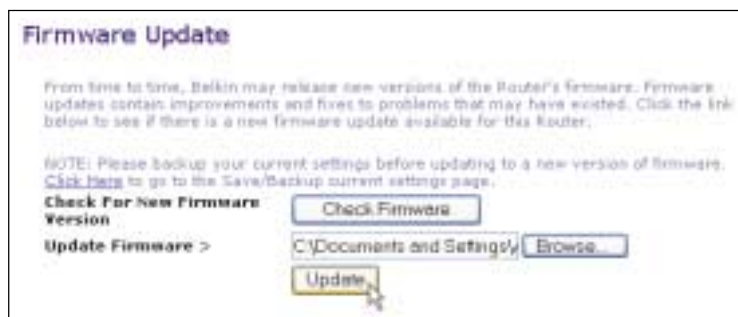 Firmware Update
From time to time, Belkin may release new versions of the Router's firmware. Firmware
updates contain improvements and fixes to problems that may have existed. Click the link
below to see if there is a new firmware update available for this Router.
NOTE: Please backup your current settings before updating to a new version of firmware.
Click Here to go to the Save/Backup current settings page.
Check For New Firmware
Version
Check Firmware
Update Firmware > C:\Documents and Settings\ Browse...
Update